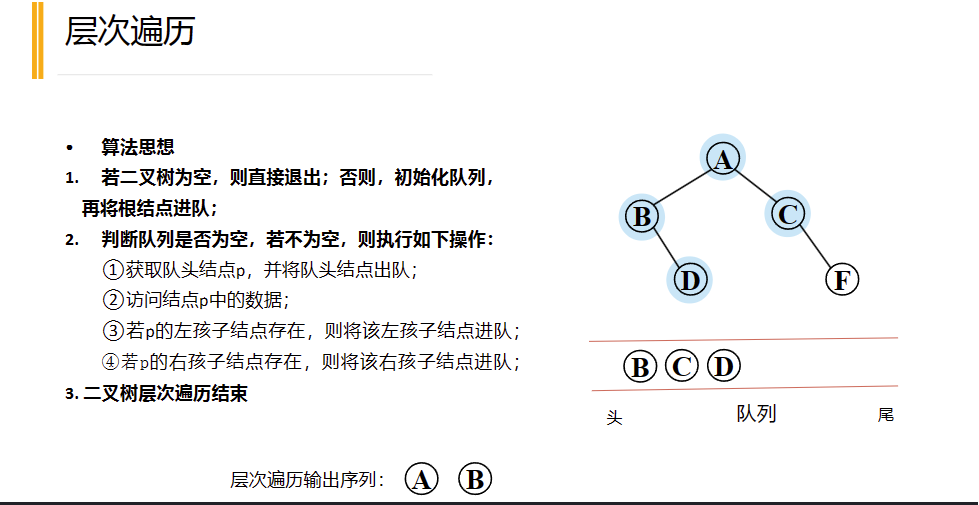 层次遍历
• 算法思想
1. 若二叉树为空，则直接退出；否则，初始化队列，
再将根结点进队；
2. 判断队列是否为空，若不为空，则执行如下操作：
①获取队头结点p，并将队头结点出队；
②访问结点p中的数据；
③若p的左孩子结点存在，则将该左孩子结点进队；
④若p的右孩子结点存在，则将该右孩子结点进队；
3. 二叉树层次遍历结束
A
B C
D F
B C D
头 队列 尾
层次遍历输出序列： A B